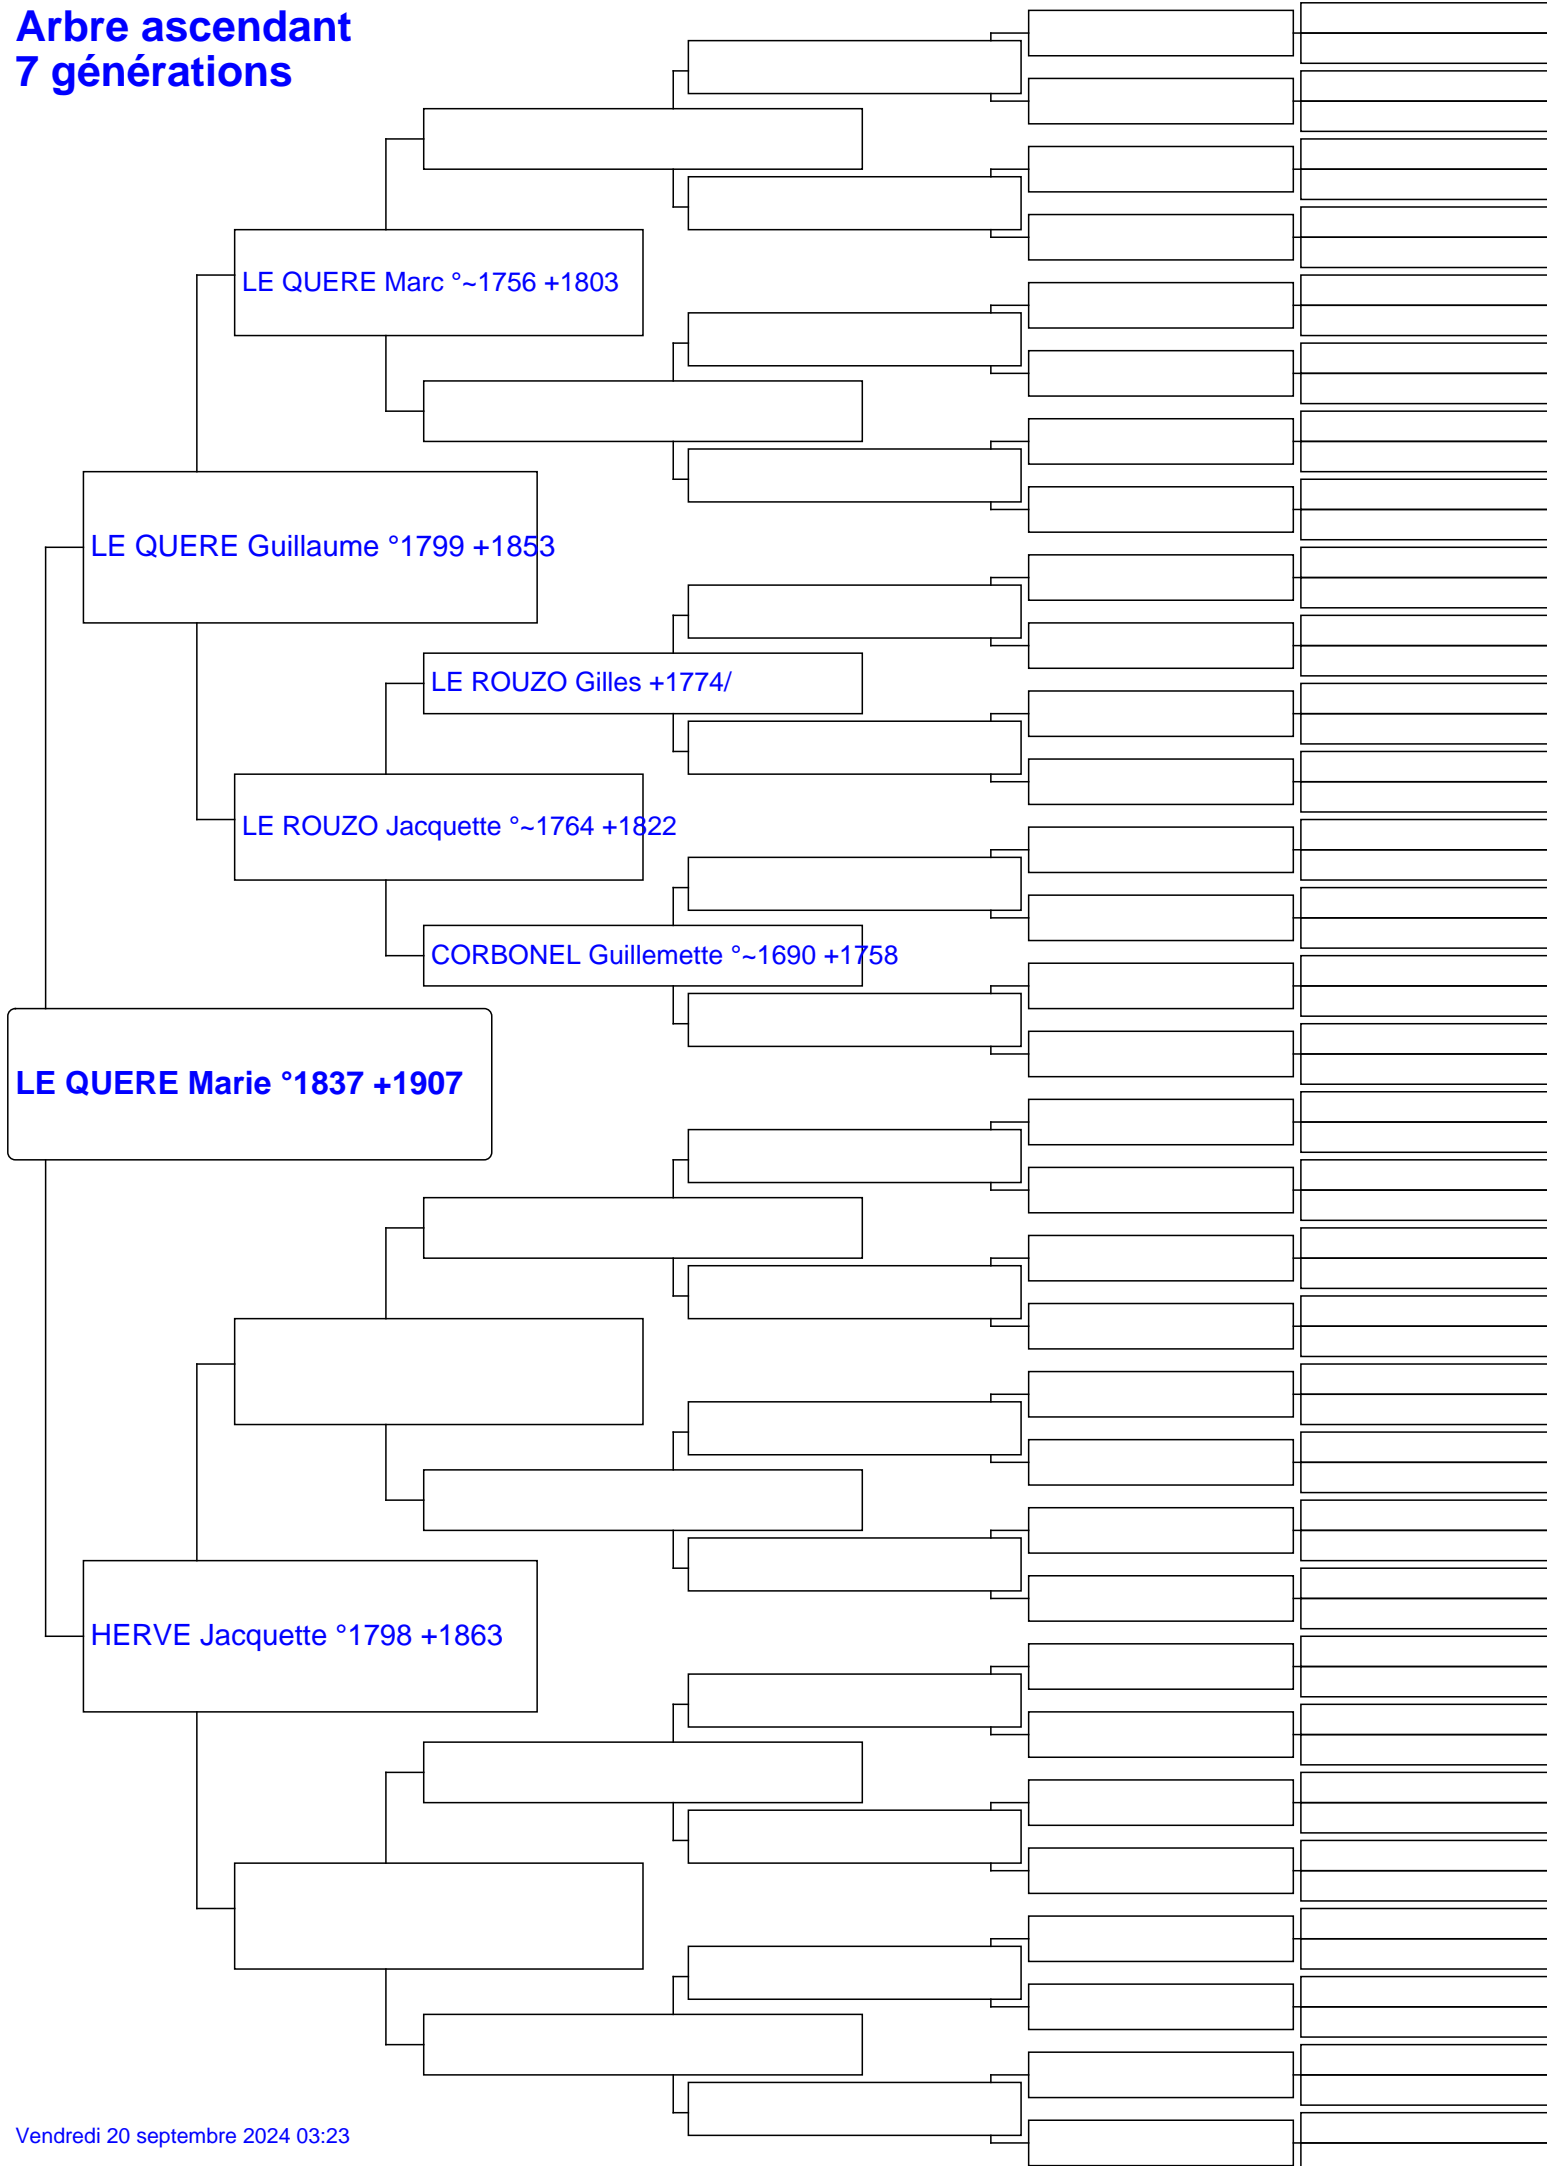 Arbre ascendant
7 générations
LE QUERE Marc °~1756 +1803
LE QUERE Guillaume °1799 +1853
LE ROUZO Gilles +1774/
LE ROUZO Jacquette °~1764 +1822
CORBONEL Guillemette °~1690 +1758
LE QUERE Marie °1837 +1907
HERVE Jacquette °1798 +1863
Vendredi 20 septembre 2024 03:23